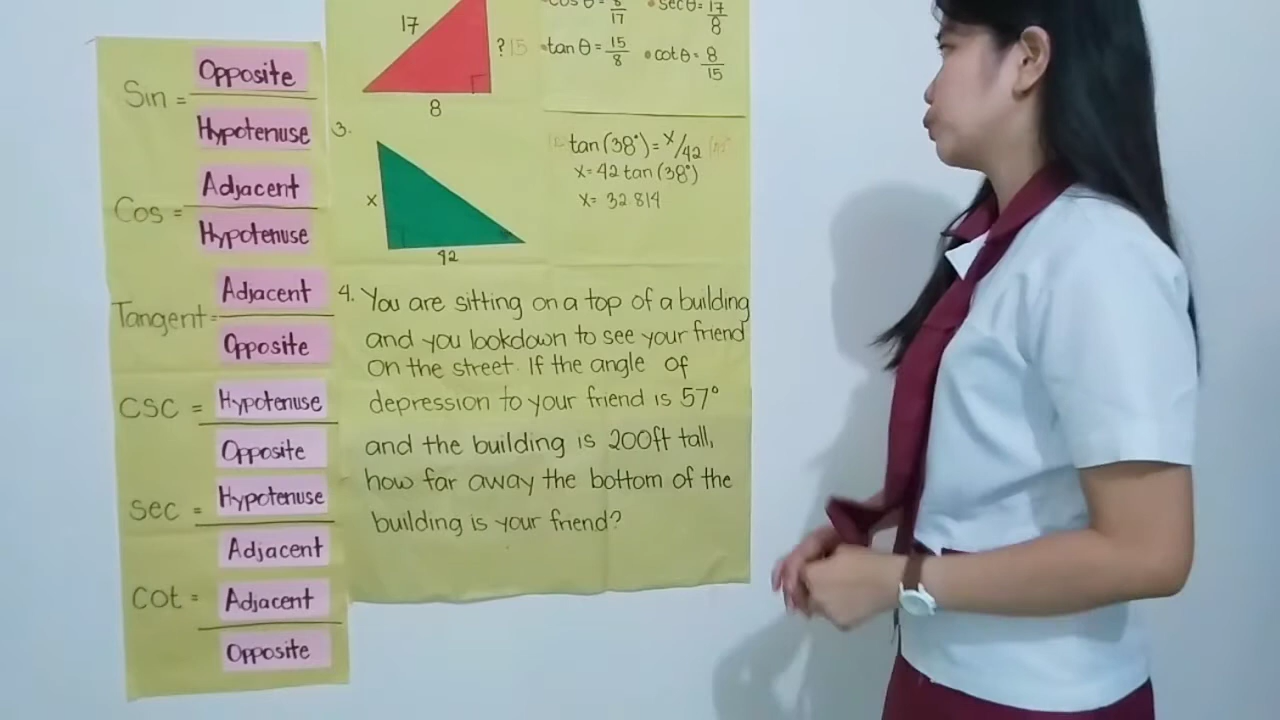 Sin = Opposite
Hypotenuse
Cos = Adjacent
Hypotenuse
Tangent = Adjacent
Opposite
CSC = Hypotenuse
Opposite
Sec = Hypotenuse
Adjacent
Cot = Adjacent
Opposite
17
? 15
8
cos θ = 8/17
• sec θ = 17/8
• tan θ = 15/8
• cot θ = 8/15
3.
x
42
tan(38°) = x/42
x = 42 tan(38°)
x = 32.814
4. You are sitting on a top of a building
and you lookdown to see your friend
on the street. If the angle of
depression to your friend is 57°
and the building is 200ft tall,
how far away the bottom of the
building is your friend?